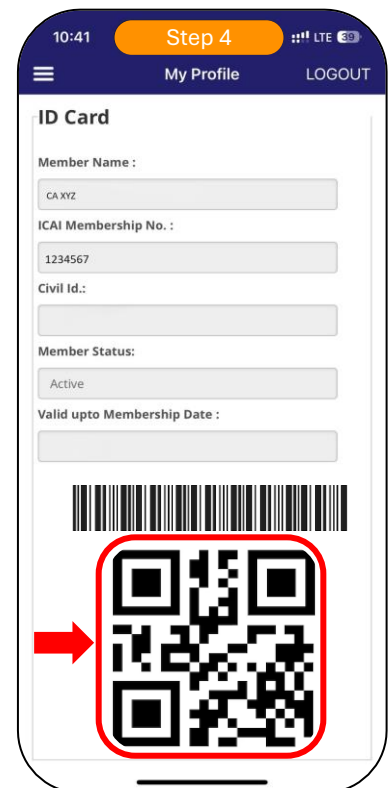 10:41
Step 4
LTE 39
My Profile
LOGOUT
ID Card
Member Name :
CA XYZ
ICAI Membership No. :
1234567
Civil Id.:
Member Status:
Active
Valid upto Membership Date :